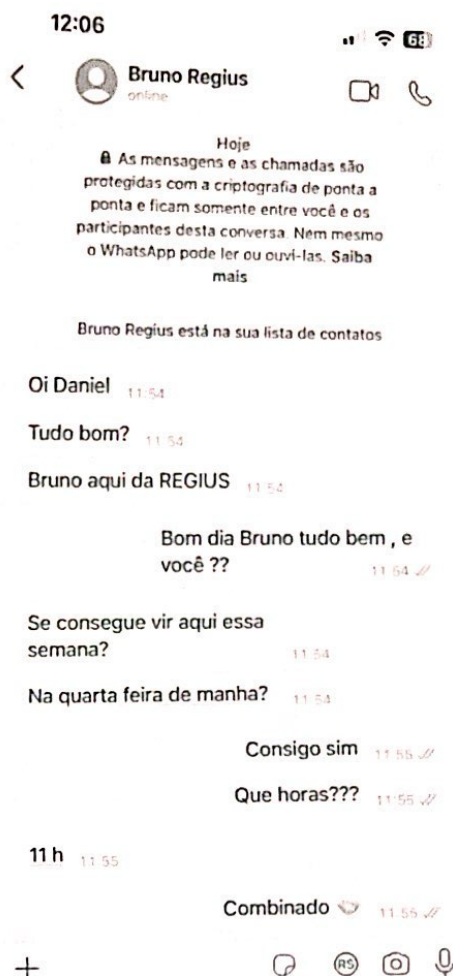 12:06
68
Bruno Regius
online
Hoje
As mensagens e as chamadas são
protegidas com a criptografia de ponta a
ponta e ficam somente entre você e os
participantes desta conversa. Nem mesmo
o WhatsApp pode ler ou ouvi-las. Saiba
mais
Bruno Regius está na sua lista de contatos
Oi Daniel 11:54
Tudo bom? 11:54
Bruno aqui da REGIUS 11:54
Bom dia Bruno tudo bem , e
você ?? 11:54
Se consegue vir aqui essa
semana? 11:54
Na quarta feira de manha? 11:54
Consigo sim 11:55
Que horas??? 11:55
11 h 11:55
Combinado 11:55
RS